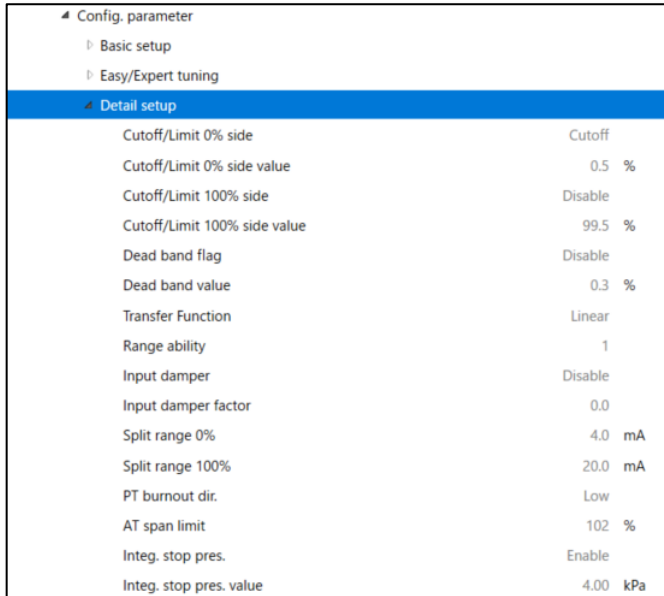 Config. parameter
Basic setup
Easy/Expert tuning
Detail setup
Cutoff/Limit 0% side Cutoff
Cutoff/Limit 0% side value 0.5 %
Cutoff/Limit 100% side Disable
Cutoff/Limit 100% side value 99.5 %
Dead band flag Disable
Dead band value 0.3 %
Transfer Function Linear
Range ability 1
Input damper Disable
Input damper factor 0.0
Split range 0% 4.0 mA
Split range 100% 20.0 mA
PT burnout dir. Low
AT span limit 102 %
Integ. stop pres. Enable
Integ. stop pres. value 4.00 kPa